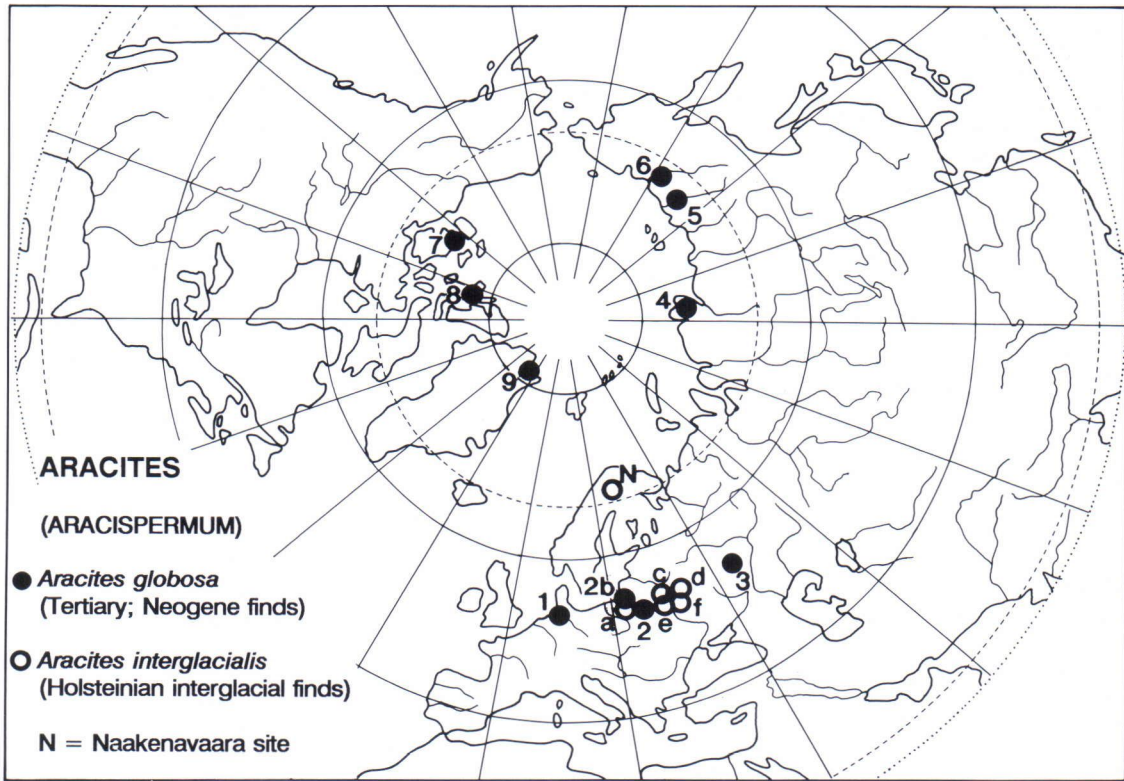 6
5
7
8
4
9
N
ARACITES
(ARACISPERMUM)
Aracites globosa
(Tertiary; Neogene finds)
Aracites interglacialis
(Holsteinian interglacial finds)
N = Naakenavaara site
1
2b
a
2
c
d
e
f
3